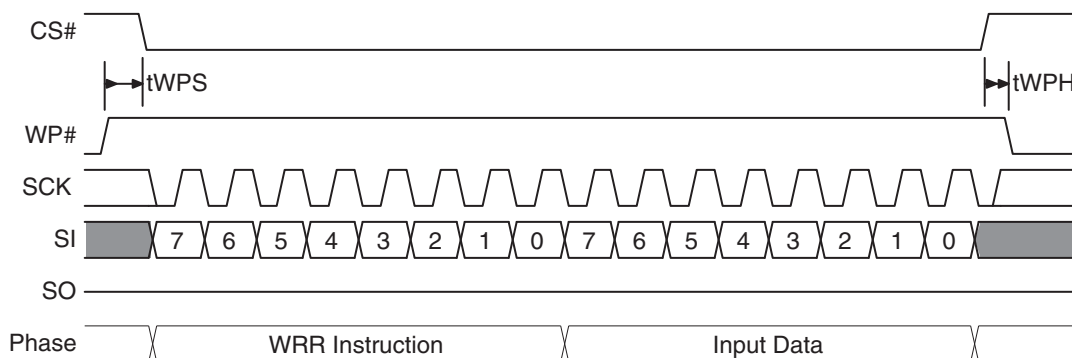 CS#
tWPS tWPH
WP#
SCK
SI 7 6 5 4 3 2 1 0 7 6 5 4 3 2 1 0
SO
Phase WRR Instruction Input Data